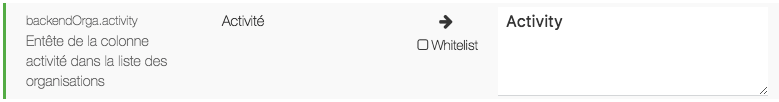 backendOrga.activity
Entête de la colonne
activité dans la liste des
organisations
Activité
Whitelist
Activity